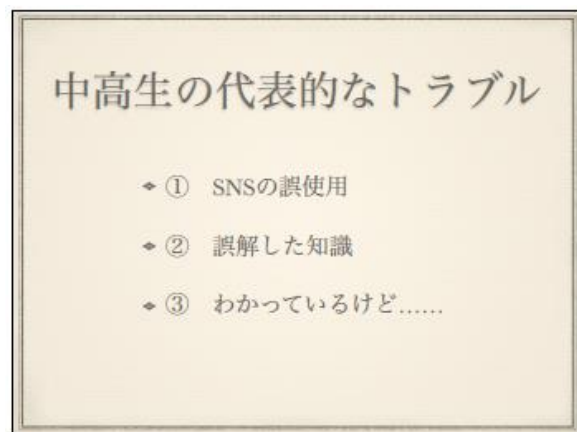 中高生の代表的なトラブル
① SNSの誤使用
② 誤解した知識
③ わかっているけど……